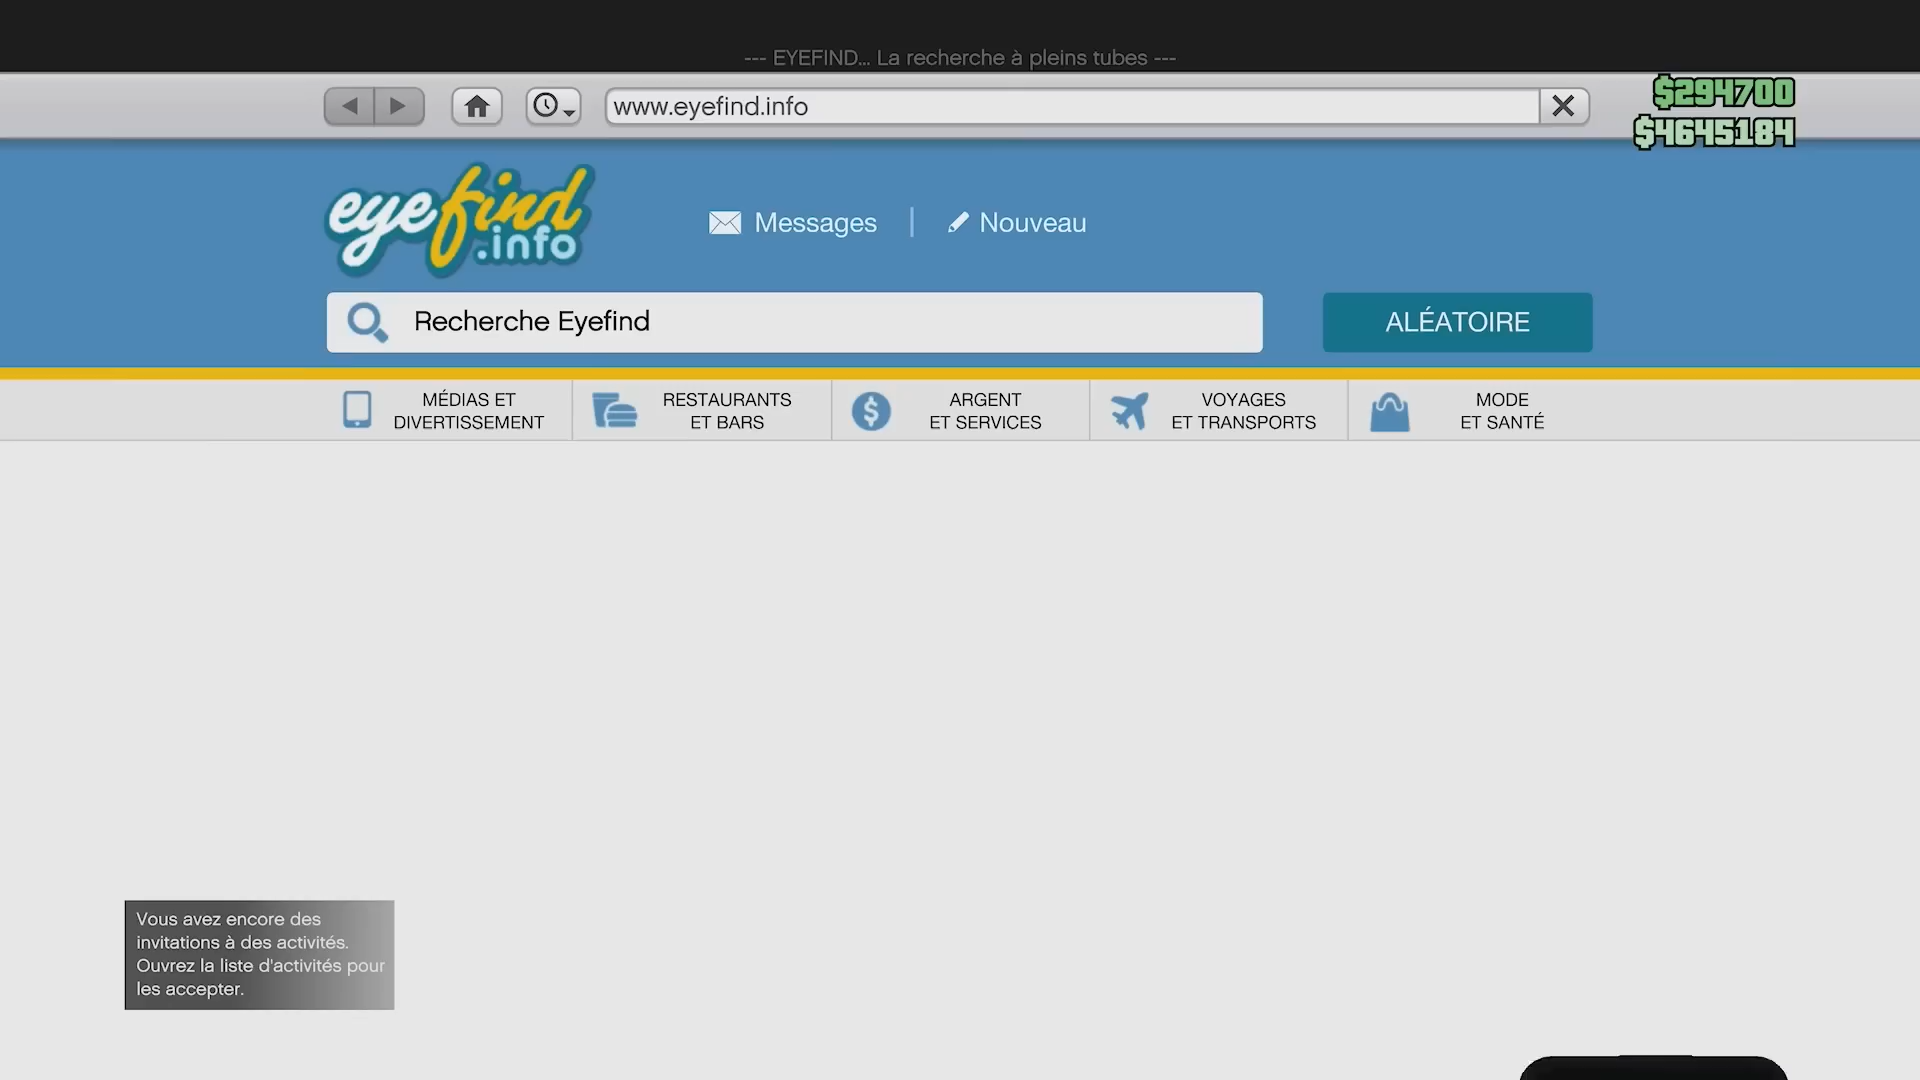 --- EYEFIND... La recherche à pleins tubes ---
www.eyefind.info
$294700
$4645184
eyefind
.info
Messages
Nouveau
Recherche Eyefind
ALÉATOIRE
MÉDIAS ET
DIVERTISSEMENT
RESTAURANTS
ET BARS
ARGENT
ET SERVICES
VOYAGES
ET TRANSPORTS
MODE
ET SANTÉ
Vous avez encore des
invitations à des activités.
Ouvrez la liste d'activités pour
les accepter.